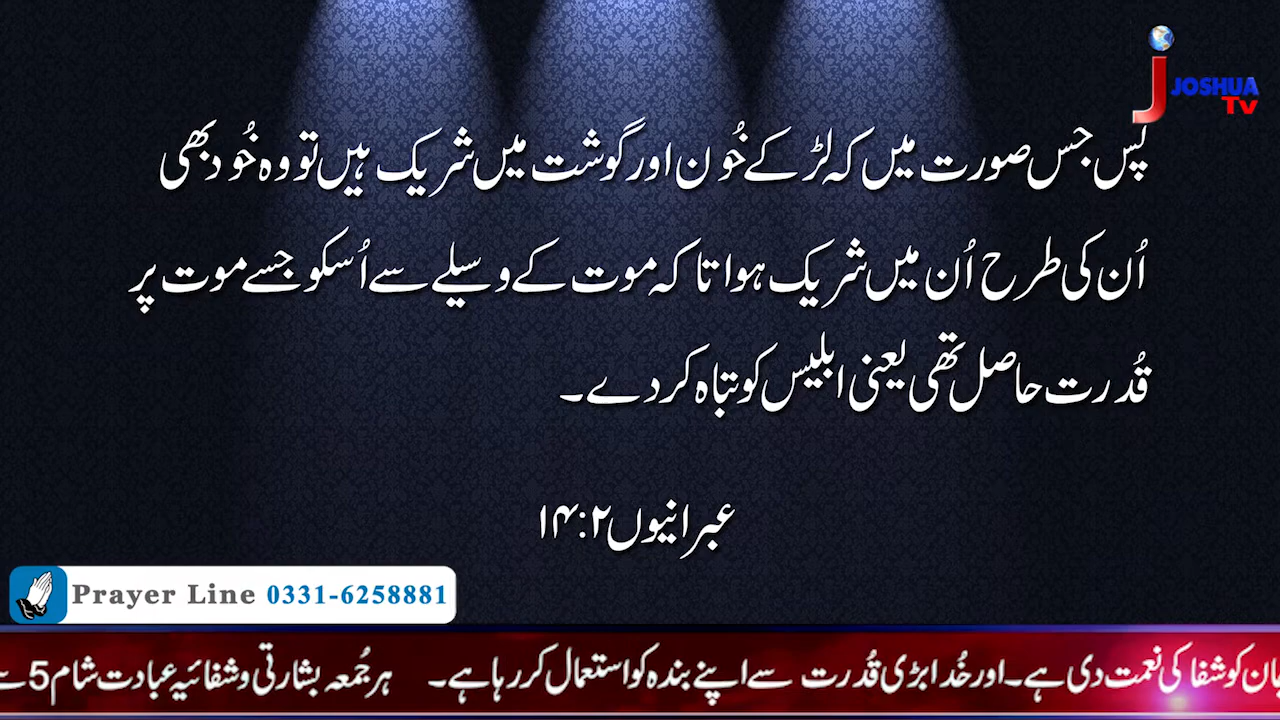 JOSHUA
Tv
پس جس صورت میں کہ لڑکے خُون اور گوشت میں شریک ہیں تو وہ خُود بھی
اُن کی طرح اُن میں شریک ہوا تا کہ موت کے وسیلے سے اُسکو جسے موت پر
قُدرت حاصل تھی یعنی ابلیس کو تباہ کر دے۔
عبرانیوں ۲:۱۴
Prayer Line 0331-6258881
کو شفا کی نعمت دی ہے۔ اور خُدا بڑی قُدرت سے اپنے بندہ کو استعمال کر رہا ہے۔ ہر جُمعہ بشارتی و شفائیہ عبادت شام 5